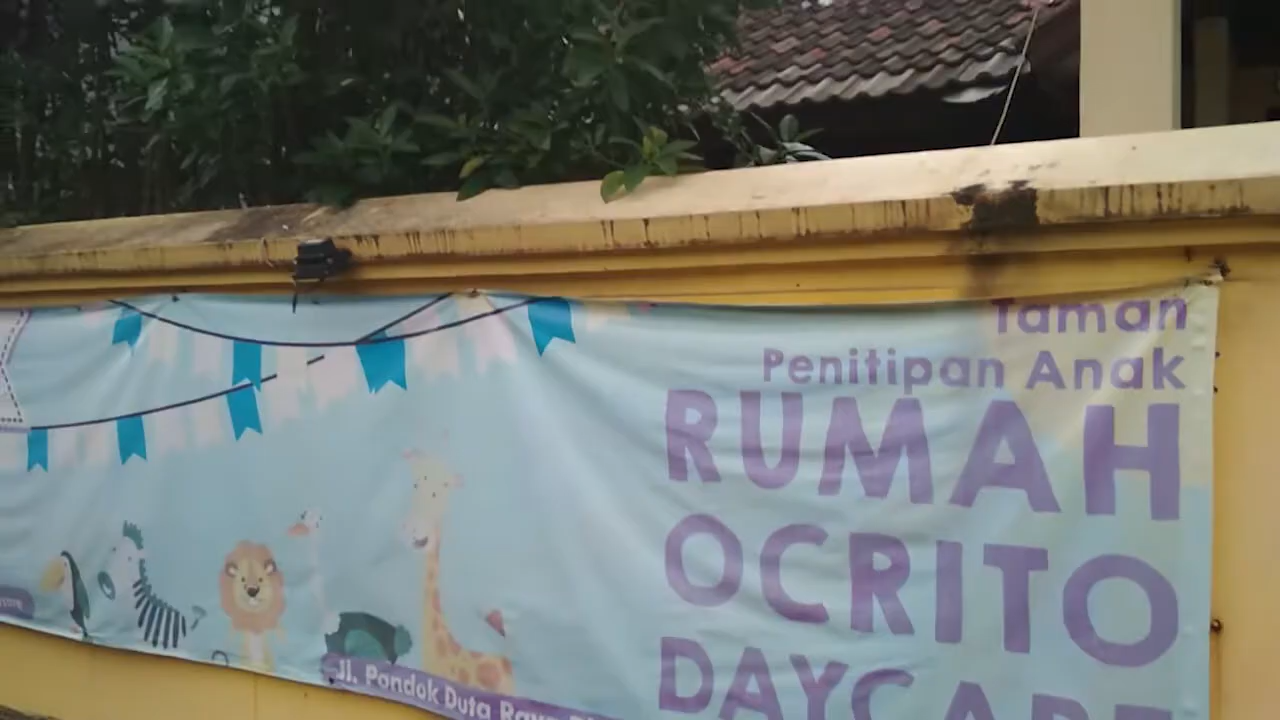 Taman
Penitipan Anak
RUMAH
OCRITO
DAYCARE
Jl. Pondok Duta Raya